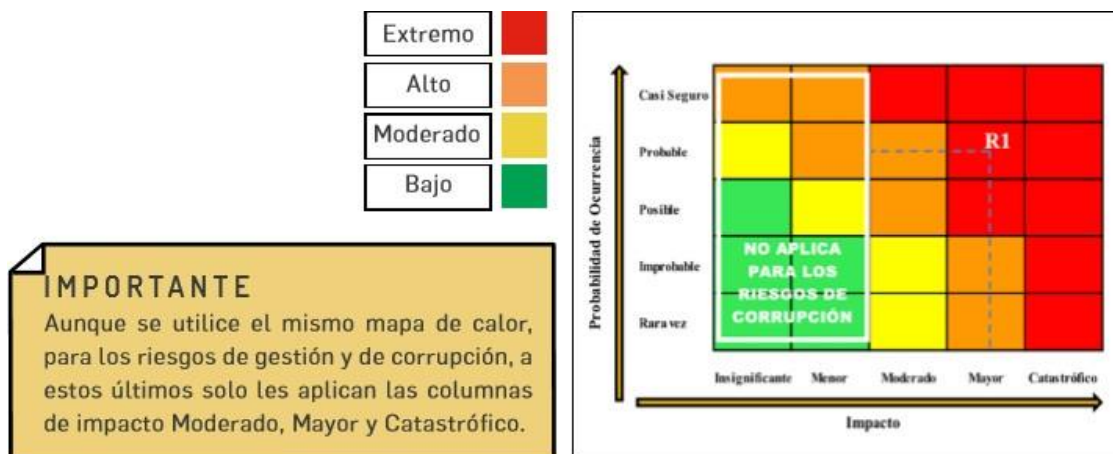 Extremo
Alto
Moderado
Bajo
IMPORTANTE
Aunque se utilice el mismo mapa de calor,
para los riesgos de gestión y de corrupción, a
estos últimos solo les aplican las columnas
de impacto Moderado, Mayor y Catastrófico.
Probabilidad de Ocurrencia
Casi Seguro
Probable
Posible
Improbable
Rara vez
R1
NO APLICA
PARA LOS
RIESGOS DE
CORRUPCIÓN
Insignificante Menor Moderado Mayor Catastrófico
Impacto